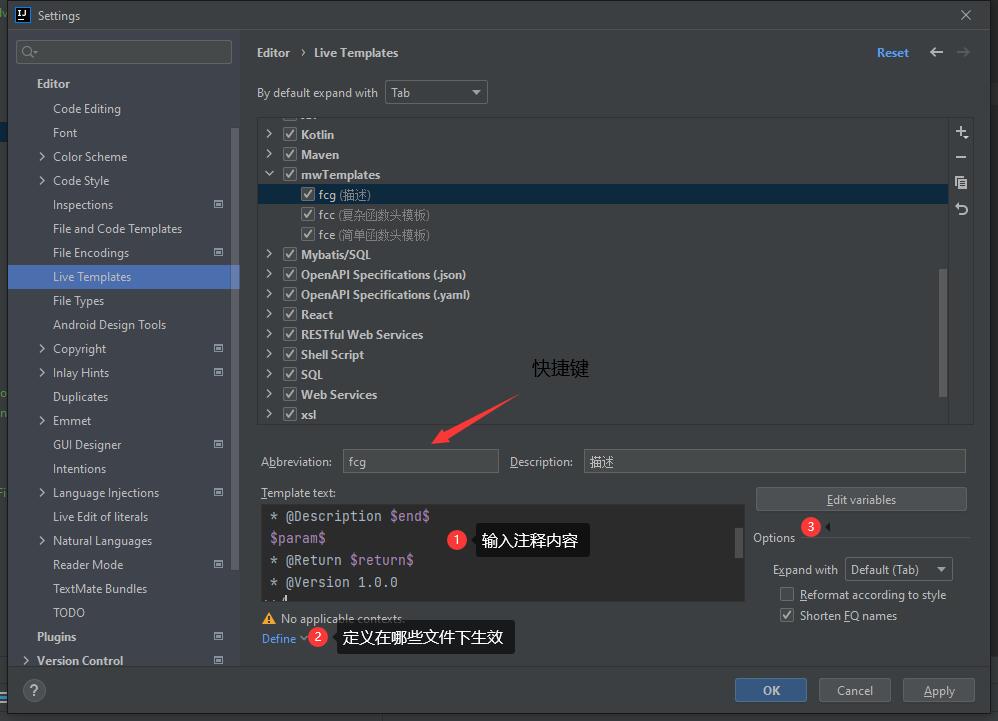 Settings
Editor
Code Editing
Font
Color Scheme
Code Style
Inspections
File and Code Templates
File Encodings
Live Templates
File Types
Android Design Tools
Copyright
Inlay Hints
Duplicates
Emmet
GUI Designer
Intentions
Language Injections
Live Edit of literals
Natural Languages
Reader Mode
TextMate Bundles
TODO
Plugins
Version Control
Editor › Live Templates
Reset
By default expand with Tab
Kotlin
Maven
mwTemplates
fcg (描述)
fcc (复杂函数头模板)
fce (简单函数头模板)
Mybatis/SQL
OpenAPI Specifications (.json)
OpenAPI Specifications (.yaml)
React
RESTful Web Services
Shell Script
SQL
Web Services
xsl
快捷键
Abbreviation: fcg Description: 描述
Template text:
* @Description $end$
$param$
* @Return $return$
* @Version 1.0.0
1 输入注释内容
No applicable contexts.
Define 2 定义在哪些文件下生效
Edit variables
3
Options
Expand with Default (Tab)
Reformat according to style
Shorten FQ names
?
OK Cancel Apply